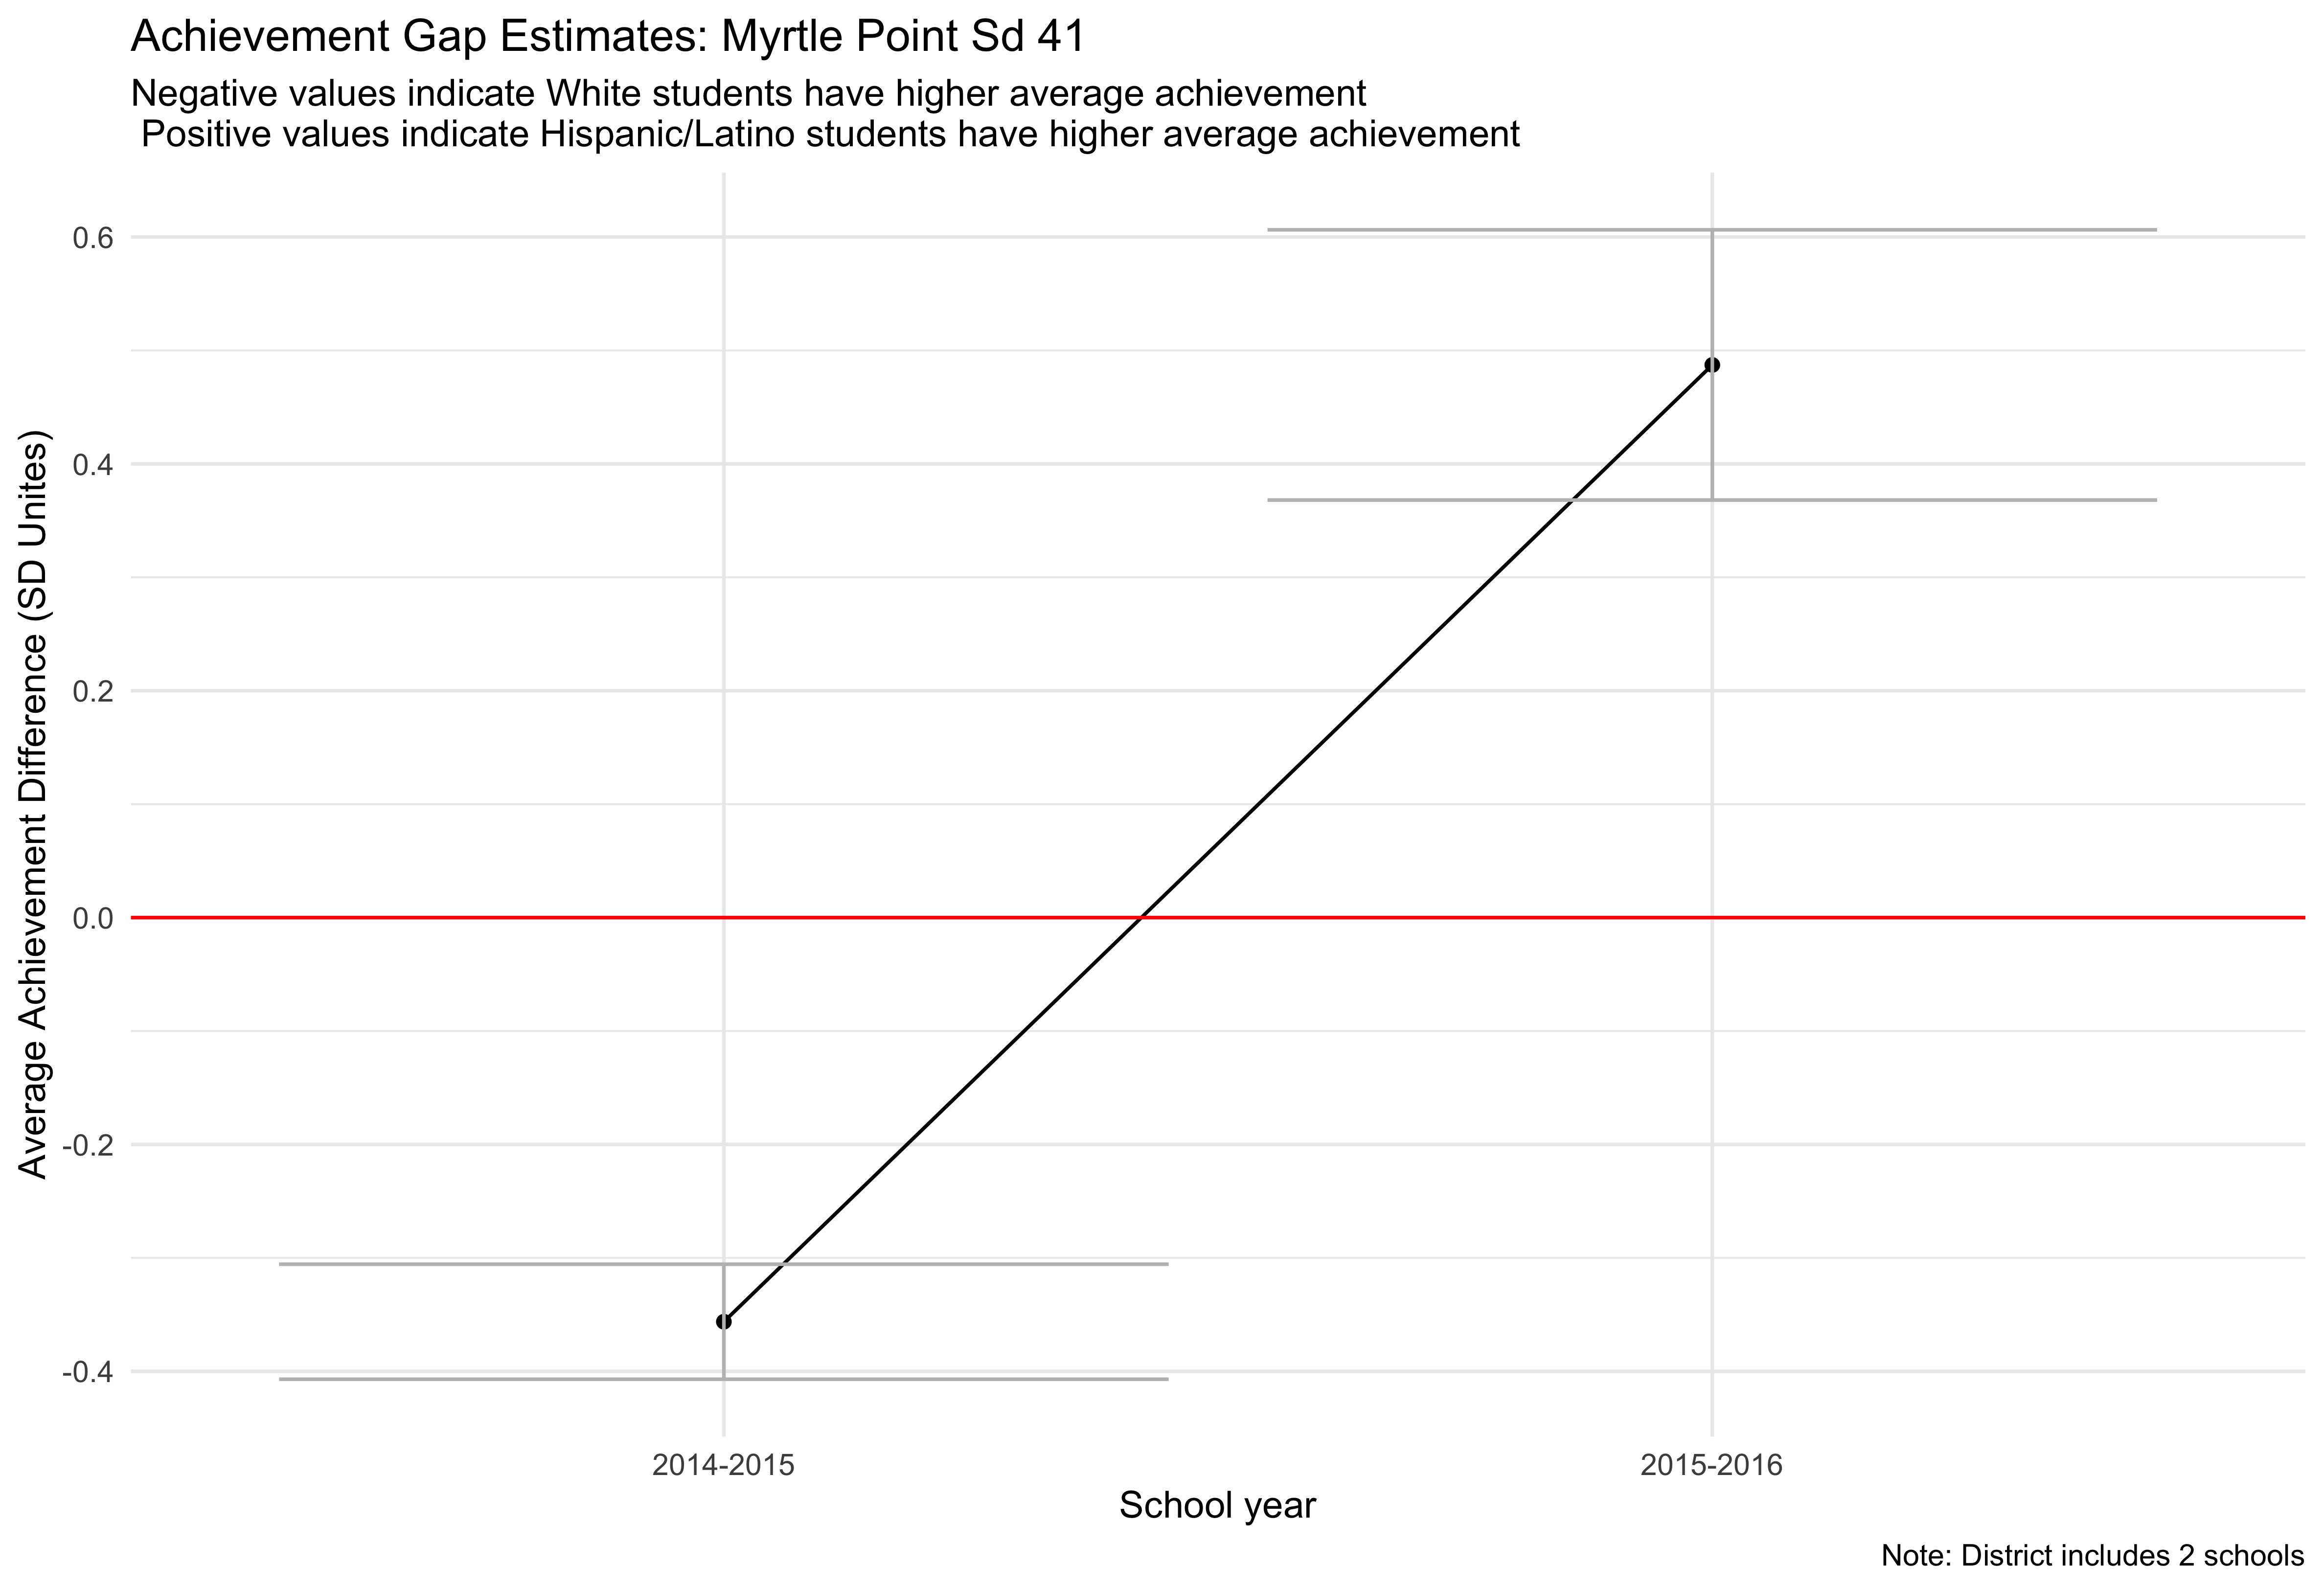 Achievement Gap Estimates: Myrtle Point Sd 41
Negative values indicate White students have higher average achievement
Positive values indicate Hispanic/Latino students have higher average achievement
Average Achievement Difference (SD Unites)
0.6
0.4
0.2
0.0
-0.2
-0.4
2014-2015
2015-2016
School year
Note: District includes 2 schools